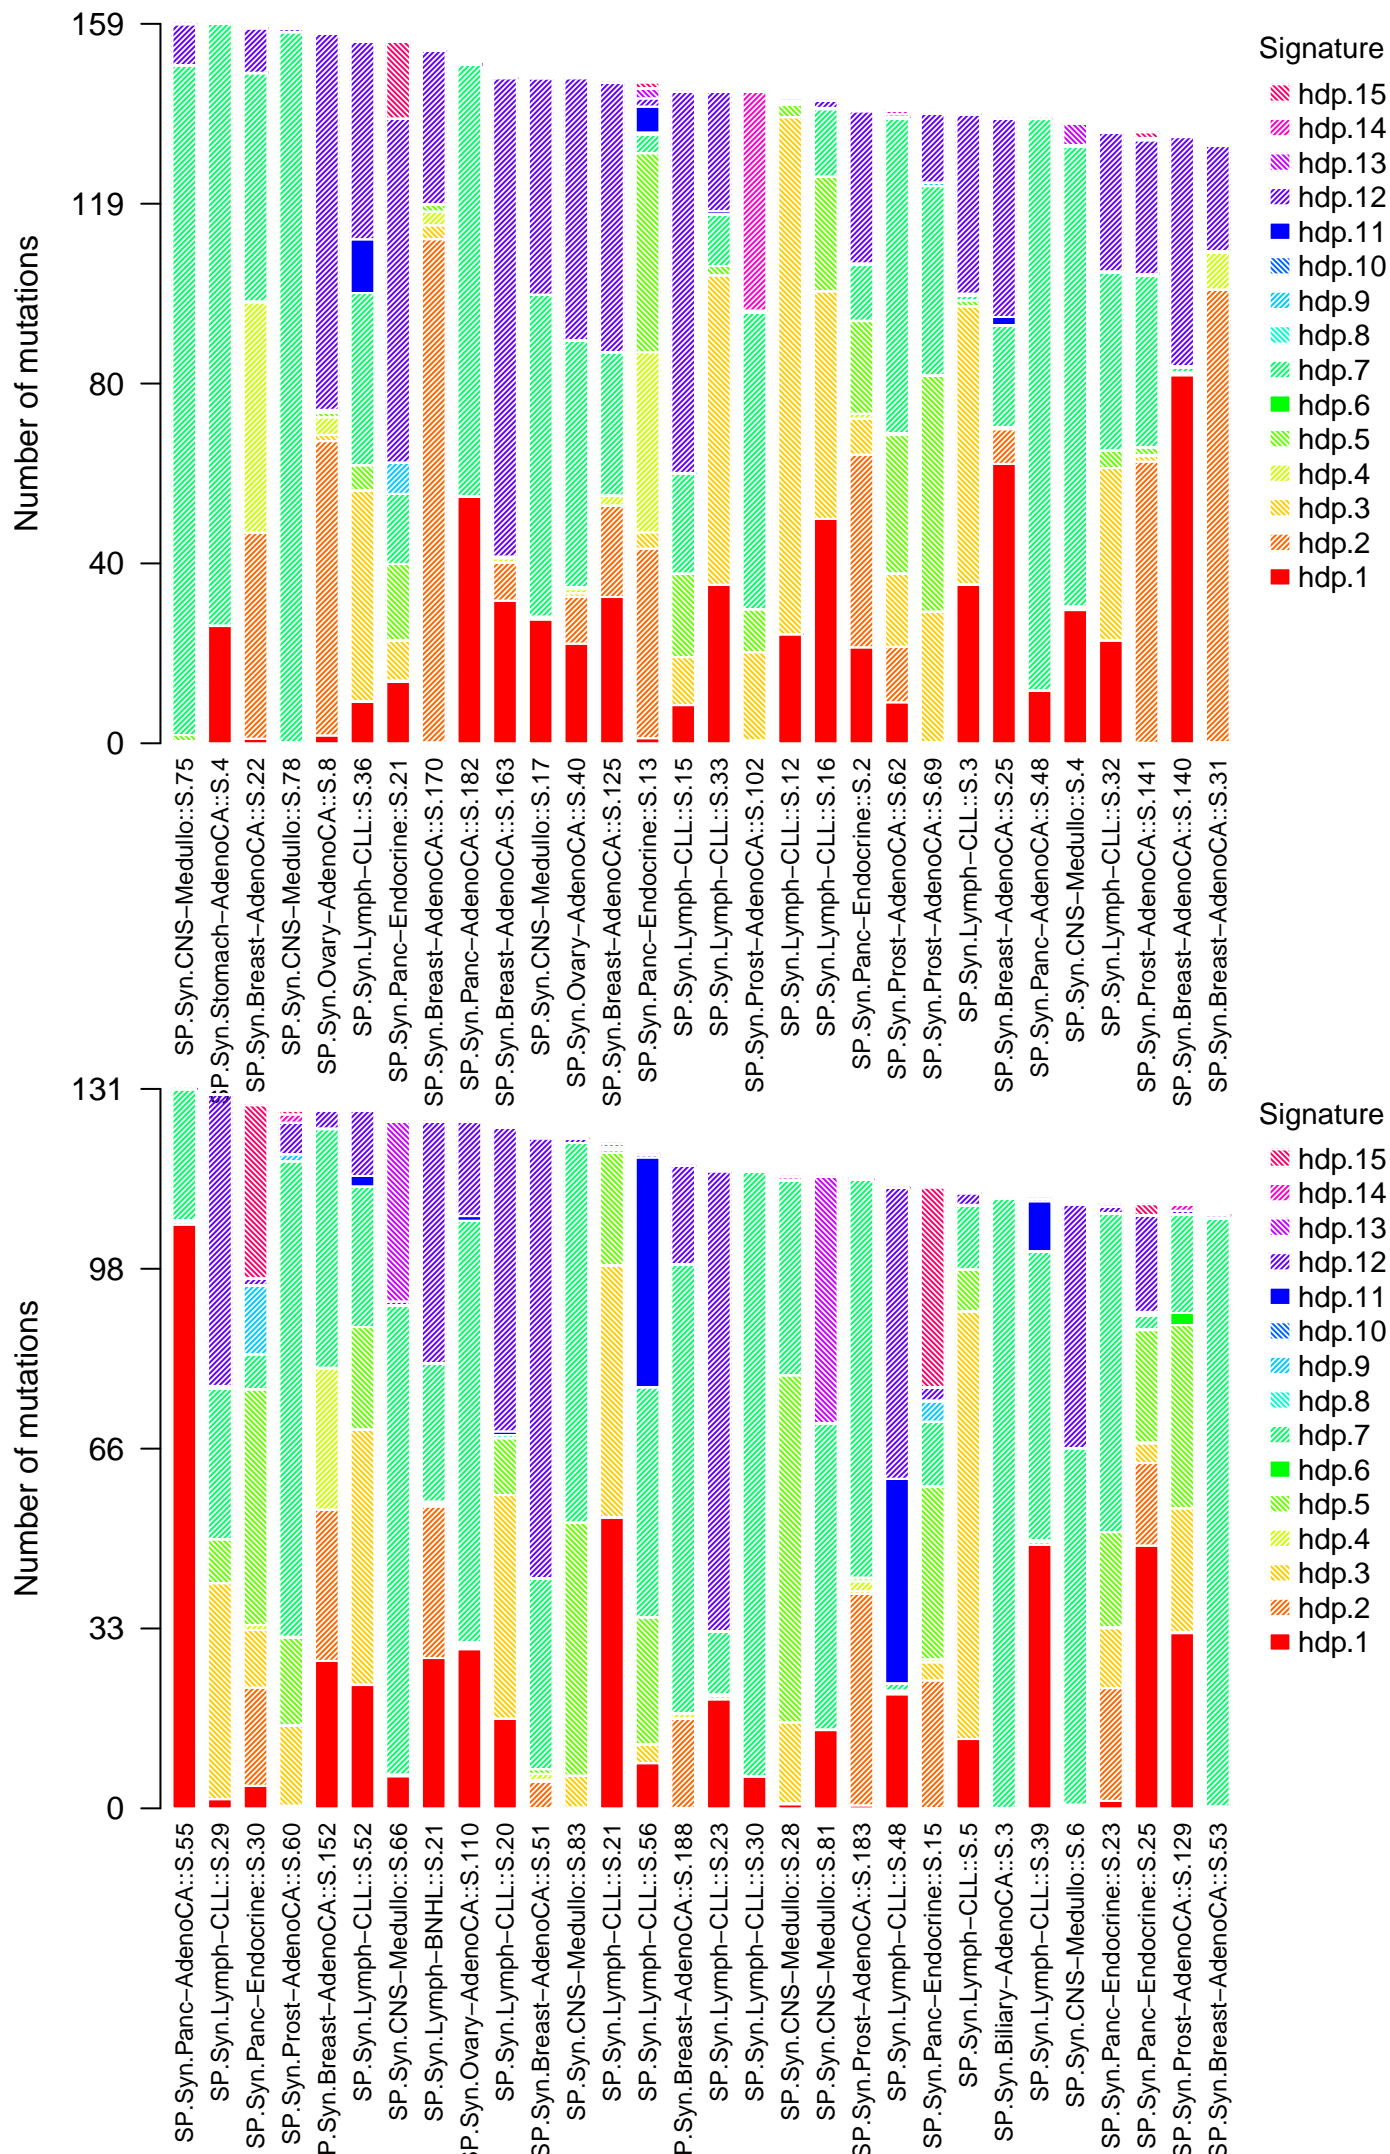 Number of mutations
159
119
80
40
0
Signature
hdp.15
hdp.14
hdp.13
hdp.12
hdp.11
hdp.10
hdp.9
hdp.8
hdp.7
hdp.6
hdp.5
hdp.4
hdp.3
hdp.2
hdp.1
SP.Syn.CNS−Medullo::S.75
SP.Syn.Stomach−AdenoCA::S.4
SP.Syn.Breast−AdenoCA::S.22
SP.Syn.CNS−Medullo::S.78
SP.Syn.Ovary−AdenoCA::S.8
SP.Syn.Lymph−CLL::S.36
SP.Syn.Panc−Endocrine::S.21
SP.Syn.Breast−AdenoCA::S.170
SP.Syn.Panc−AdenoCA::S.182
SP.Syn.Breast−AdenoCA::S.163
SP.Syn.CNS−Medullo::S.17
SP.Syn.Ovary−AdenoCA::S.40
SP.Syn.Breast−AdenoCA::S.125
SP.Syn.Panc−Endocrine::S.13
SP.Syn.Lymph−CLL::S.15
SP.Syn.Lymph−CLL::S.33
SP.Syn.Prost−AdenoCA::S.102
SP.Syn.Lymph−CLL::S.12
SP.Syn.Lymph−CLL::S.16
SP.Syn.Panc−Endocrine::S.2
SP.Syn.Prost−AdenoCA::S.62
SP.Syn.Prost−AdenoCA::S.69
SP.Syn.Lymph−CLL::S.3
SP.Syn.Breast−AdenoCA::S.25
SP.Syn.Panc−AdenoCA::S.48
SP.Syn.CNS−Medullo::S.4
SP.Syn.Lymph−CLL::S.32
SP.Syn.Prost−AdenoCA::S.141
SP.Syn.Breast−AdenoCA::S.140
SP.Syn.Breast−AdenoCA::S.31
Number of mutations
131
98
66
33
0
Signature
hdp.15
hdp.14
hdp.13
hdp.12
hdp.11
hdp.10
hdp.9
hdp.8
hdp.7
hdp.6
hdp.5
hdp.4
hdp.3
hdp.2
hdp.1
SP.Syn.Panc−AdenoCA::S.55
SP.Syn.Lymph−CLL::S.29
SP.Syn.Panc−Endocrine::S.30
SP.Syn.Prost−AdenoCA::S.60
SP.Syn.Breast−AdenoCA::S.152
SP.Syn.Lymph−CLL::S.52
SP.Syn.CNS−Medullo::S.66
SP.Syn.Lymph−BNHL::S.21
SP.Syn.Ovary−AdenoCA::S.110
SP.Syn.Lymph−CLL::S.20
SP.Syn.Breast−AdenoCA::S.51
SP.Syn.CNS−Medullo::S.83
SP.Syn.Lymph−CLL::S.21
SP.Syn.Lymph−CLL::S.56
SP.Syn.Breast−AdenoCA::S.188
SP.Syn.Lymph−CLL::S.23
SP.Syn.Lymph−CLL::S.30
SP.Syn.CNS−Medullo::S.28
SP.Syn.CNS−Medullo::S.81
SP.Syn.Prost−AdenoCA::S.183
SP.Syn.Lymph−CLL::S.48
SP.Syn.Panc−Endocrine::S.15
SP.Syn.Lymph−CLL::S.5
SP.Syn.Biliary−AdenoCA::S.3
SP.Syn.Lymph−CLL::S.39
SP.Syn.CNS−Medullo::S.6
SP.Syn.Panc−Endocrine::S.23
SP.Syn.Panc−Endocrine::S.25
SP.Syn.Prost−AdenoCA::S.129
SP.Syn.Breast−AdenoCA::S.53